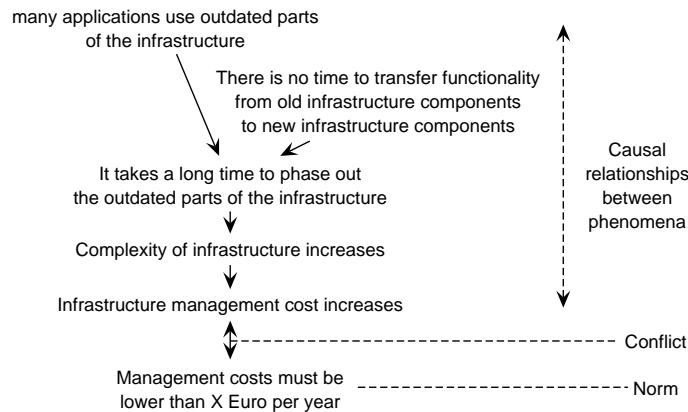 many applications use outdated parts
of the infrastructure
There is no time to transfer functionality
from old infrastructure components
to new infrastructure components
It takes a long time to phase out
the outdated parts of the infrastructure
Complexity of infrastructure increases
Infrastructure management cost increases
Management costs must be
lower than X Euro per year
Causal
relationships
between
phenomena
Conflict
Norm